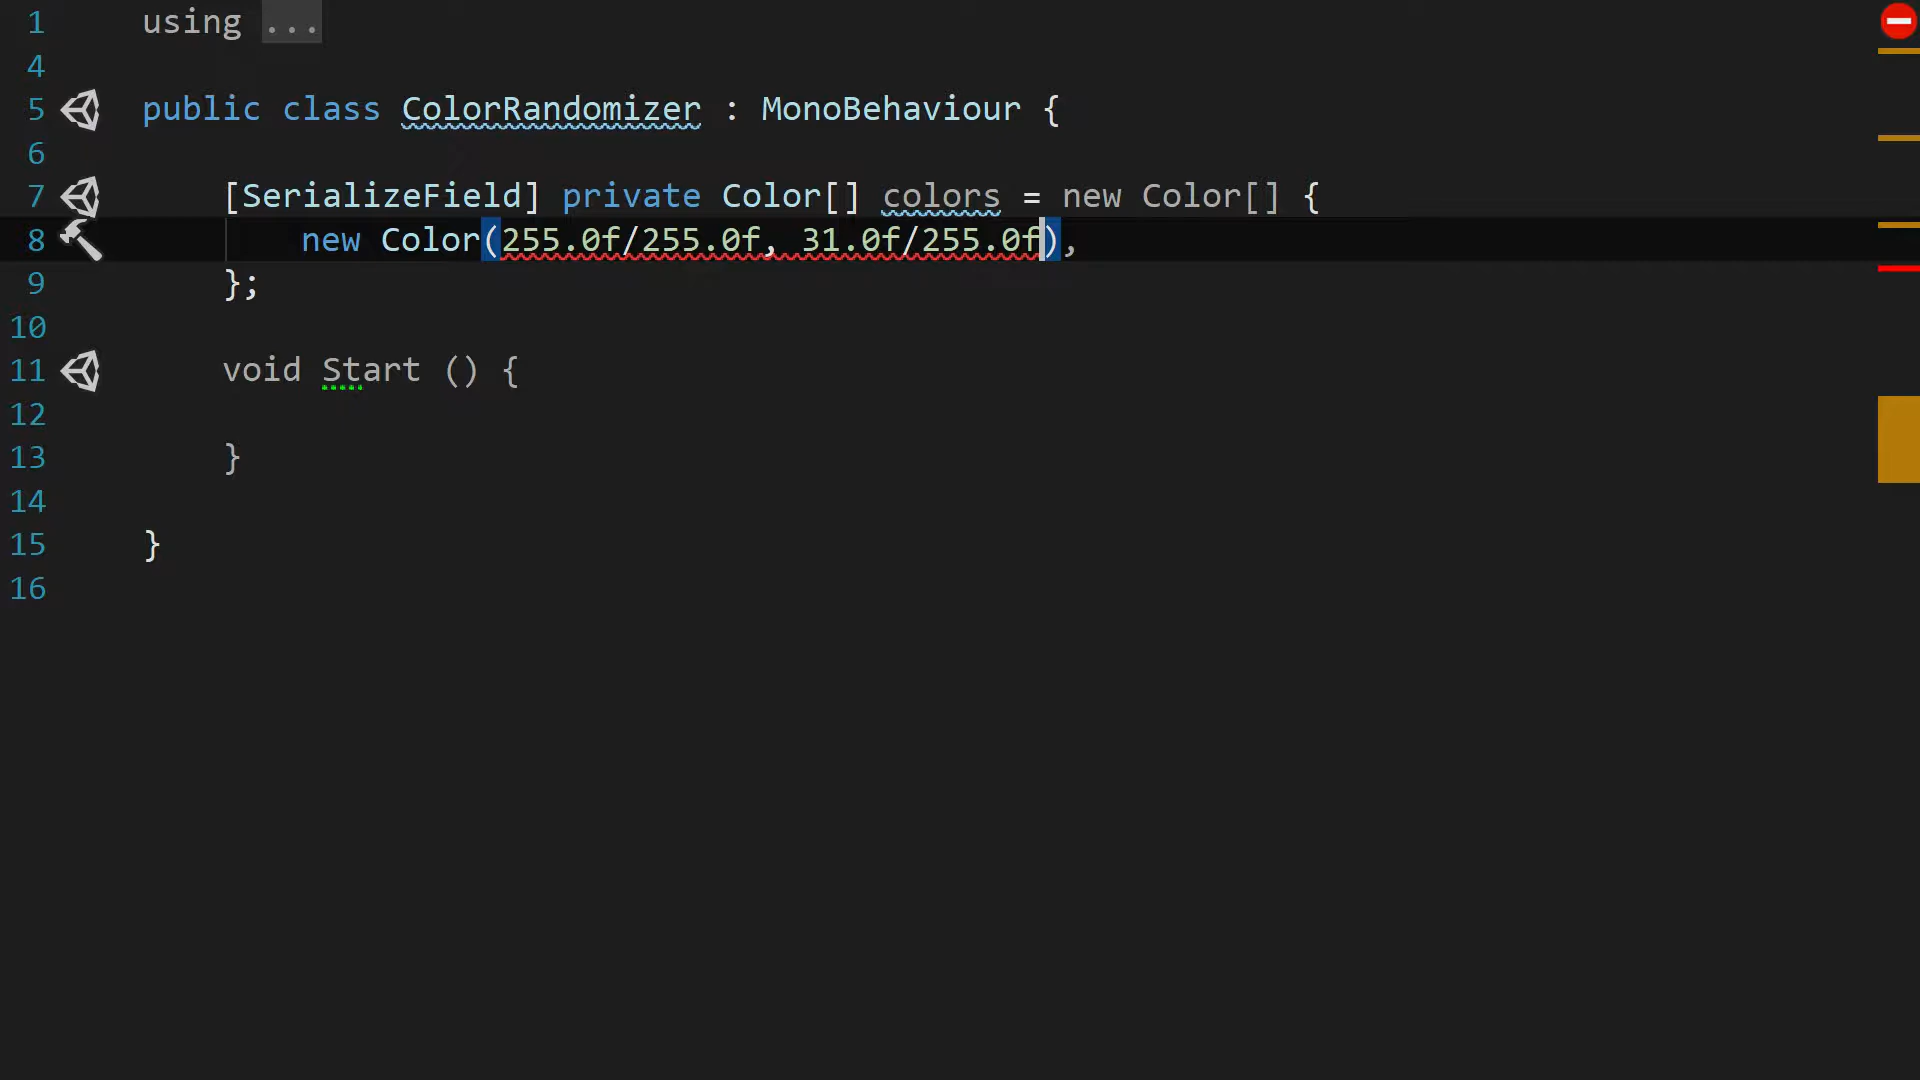 1 using ...
4
5 public class ColorRandomizer : MonoBehaviour {
6
7 [SerializeField] private Color[] colors = new Color[] {
8 new Color(255.0f/255.0f, 31.0f/255.0f),
9 };
10
11 void Start () {
12
13 }
14
15 }
16